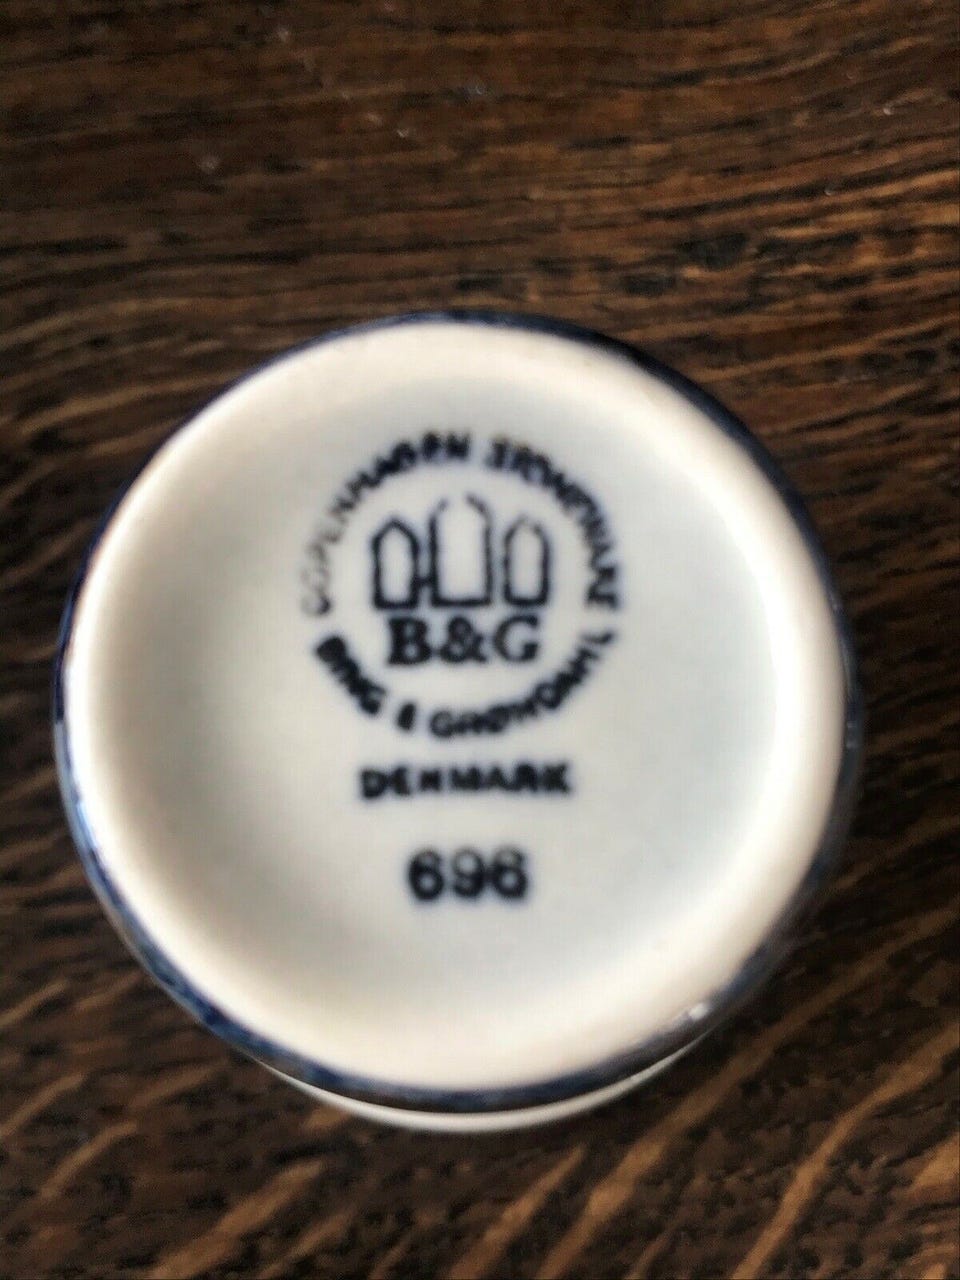 COPENHAGEN STONEWARE
B&G
BING & GRØNDAHL
DENMARK
696